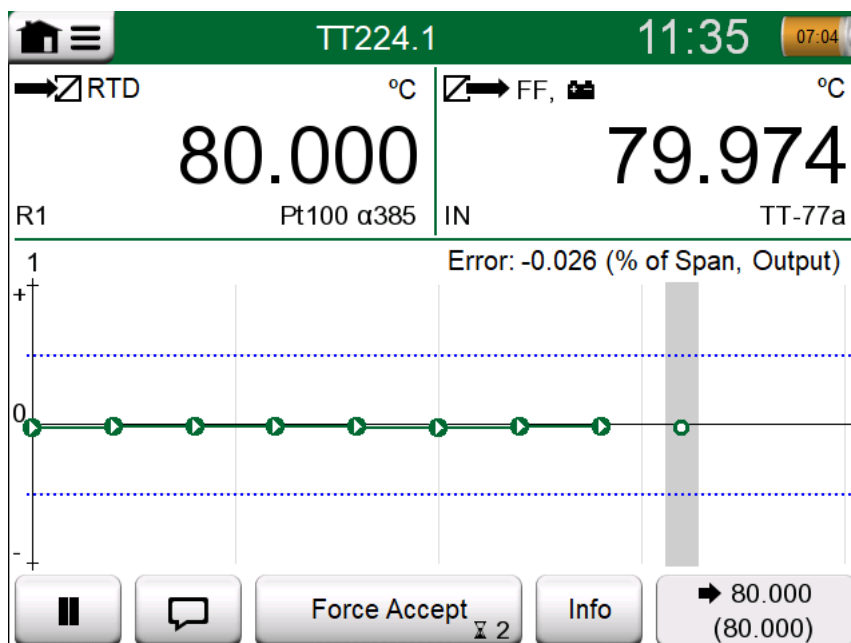 TT224.1 11:35 07:04
RTD ºC
80.000
R1 Pt100 α385
FF, ºC
79.974
IN TT-77a
Error: -0.026 (% of Span, Output)
1
+
0
-
Force Accept 2
Info
80.000
(80.000)